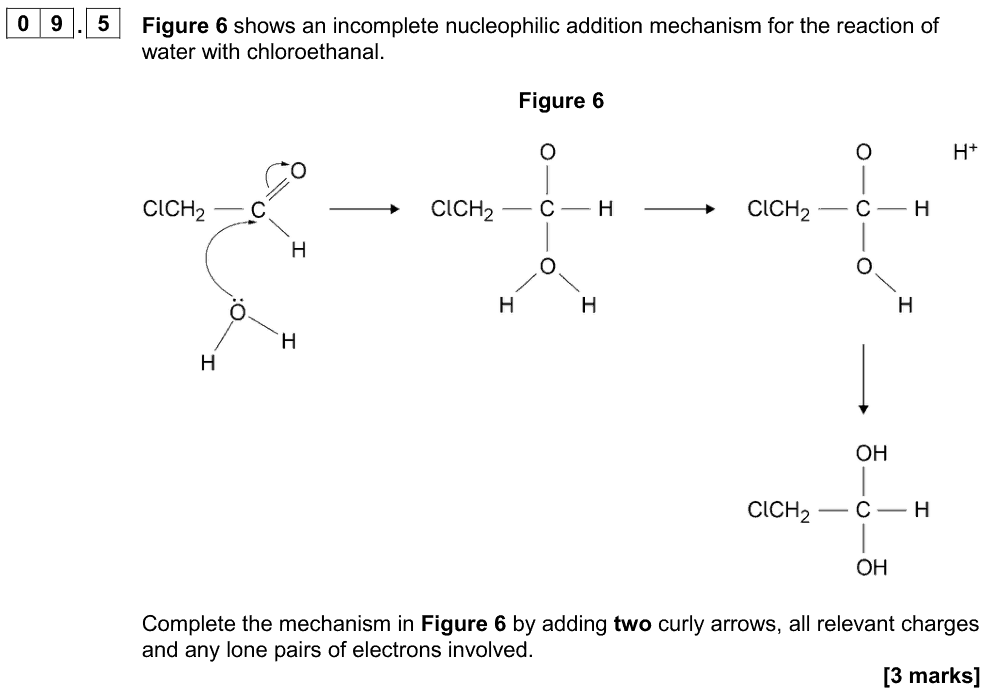 09.5 Figure 6 shows an incomplete nucleophilic addition mechanism for the reaction of
water with chloroethanal.
Figure 6
O
ClCH₂ C
H
Ö
H
H
O
ClCH₂ C H
O
H H
O H⁺
ClCH₂ C H
O
H
OH
ClCH₂ C H
OH
Complete the mechanism in Figure 6 by adding two curly arrows, all relevant charges
and any lone pairs of electrons involved.
[3 marks]